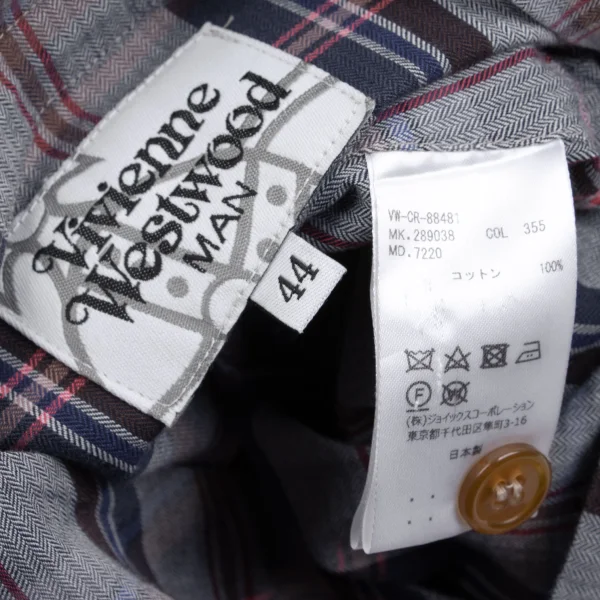 Vivienne
Westwood
MAN
44
VW-CR-88481
MK.289038 COL 355
MD.7220
コットン 100%
F
W
(株)ジョイックスコーポレーション
東京都千代田区隼町3-16
日本製